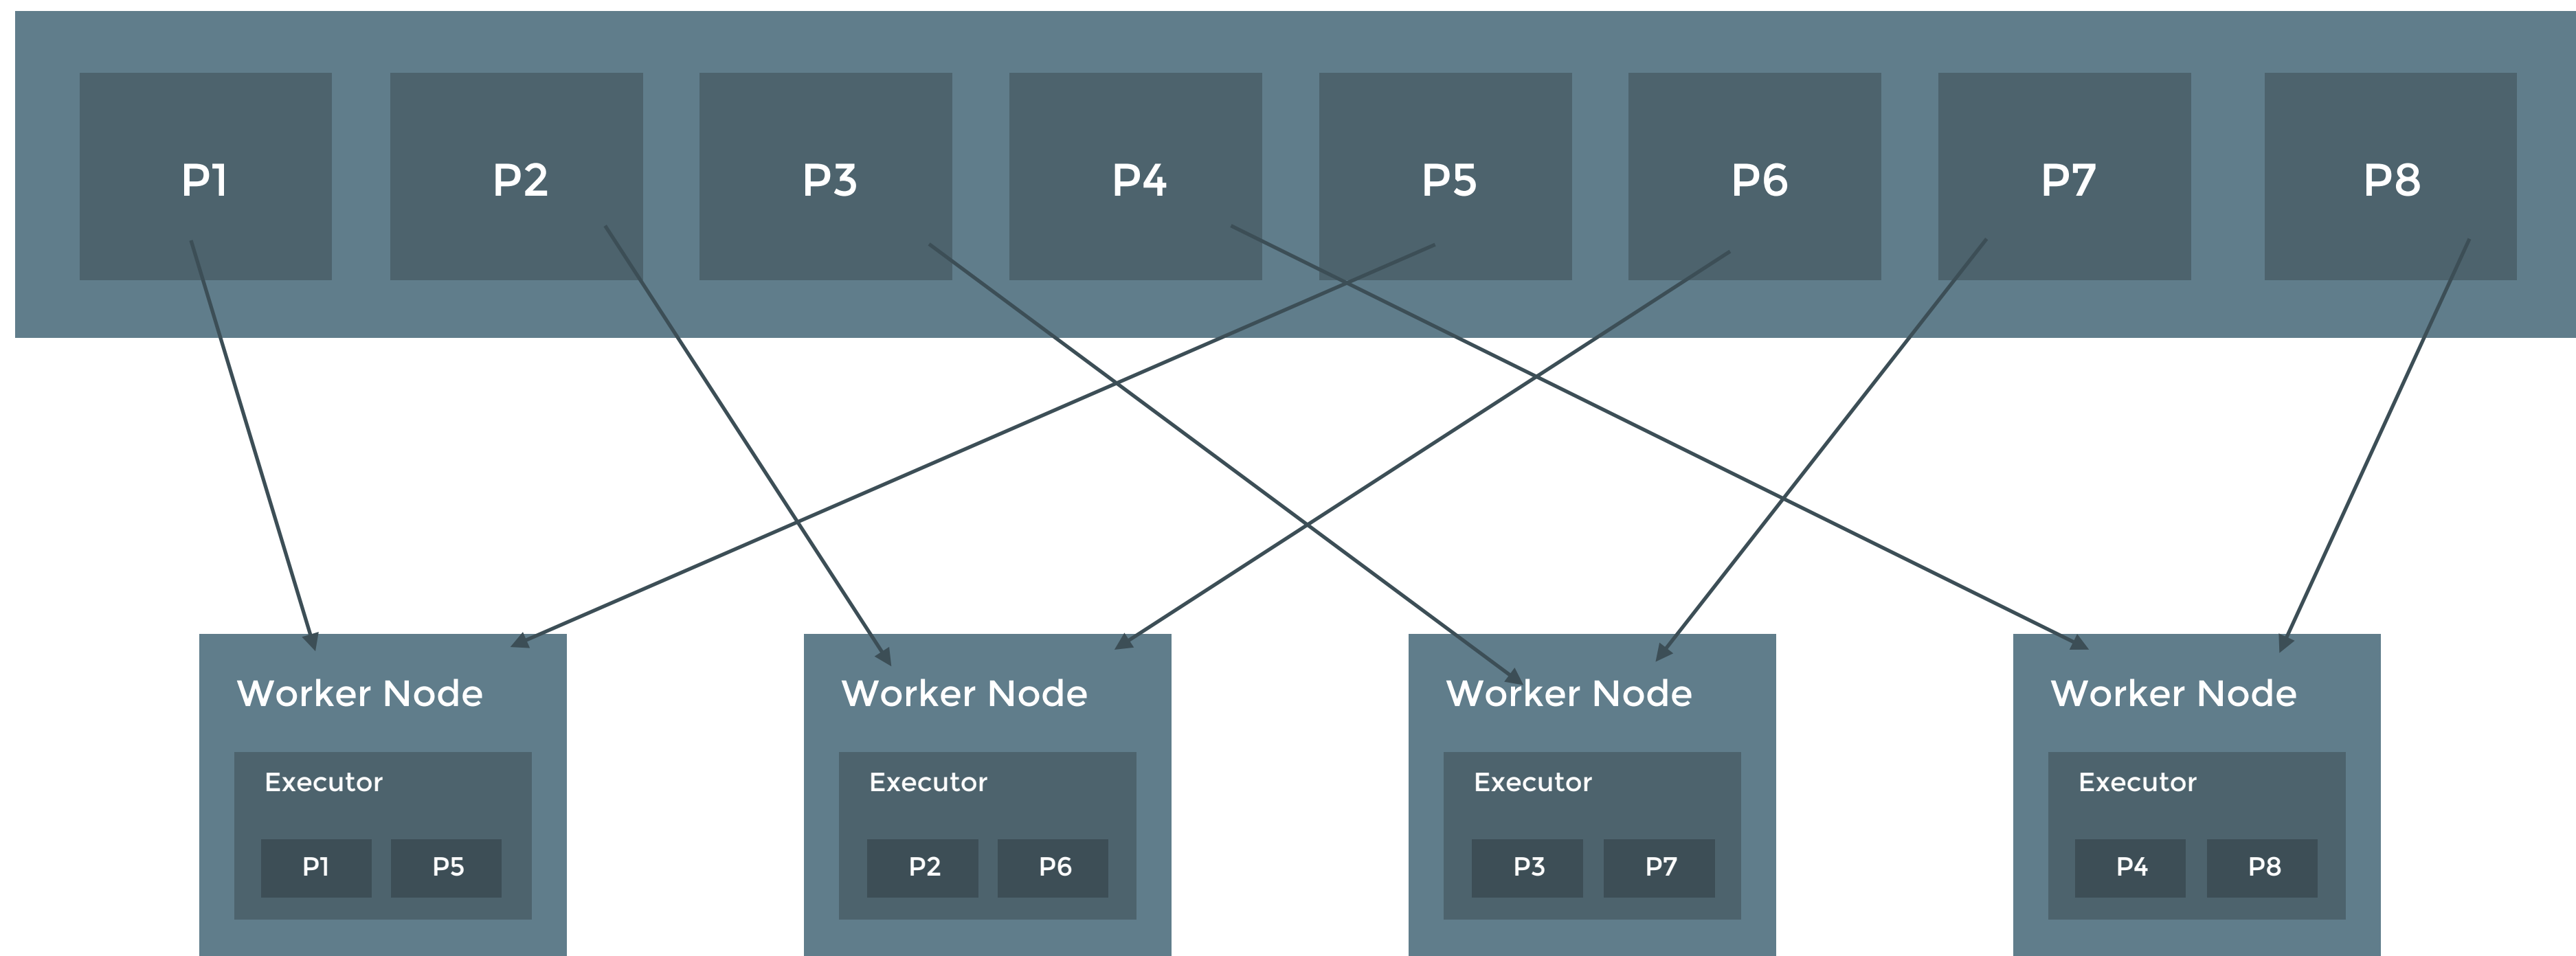 P1 P2 P3 P4 P5 P6 P7 P8
Worker Node Worker Node Worker Node Worker Node
Executor Executor Executor Executor
P1 P5 P2 P6 P3 P7 P4 P8